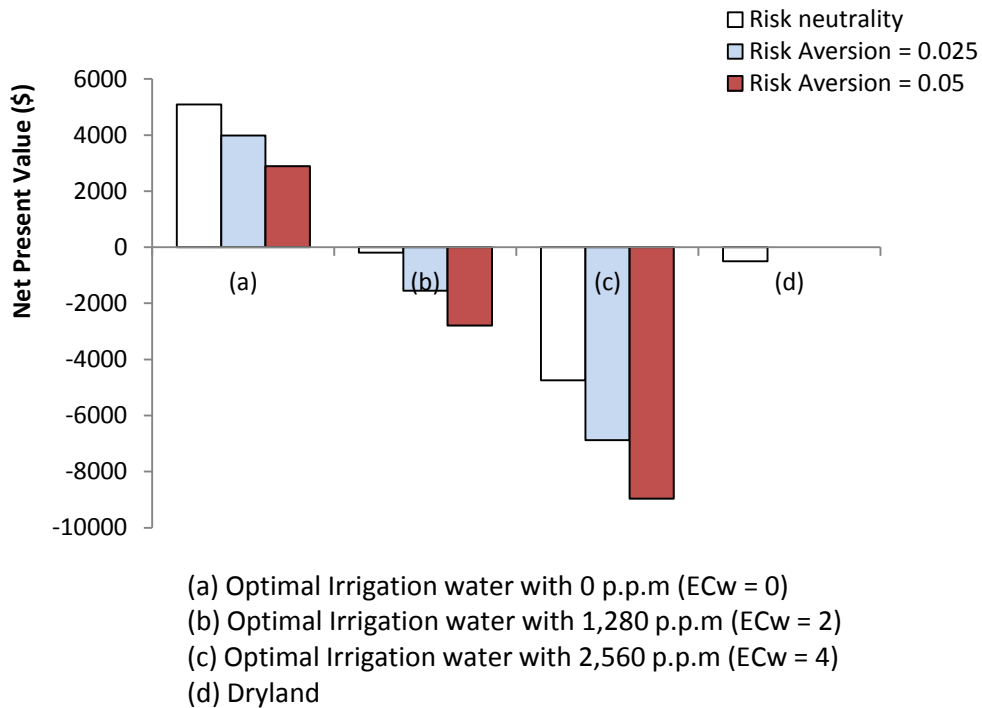 Risk neutrality
Risk Aversion = 0.025
Risk Aversion = 0.05
Net Present Value ($)
6000
4000
2000
0
-2000
-4000
-6000
-8000
-10000
(a)
(b)
(c)
(d)
(a) Optimal Irrigation water with 0 p.p.m (ECw = 0)
(b) Optimal Irrigation water with 1,280 p.p.m (ECw = 2)
(c) Optimal Irrigation water with 2,560 p.p.m (ECw = 4)
(d) Dryland